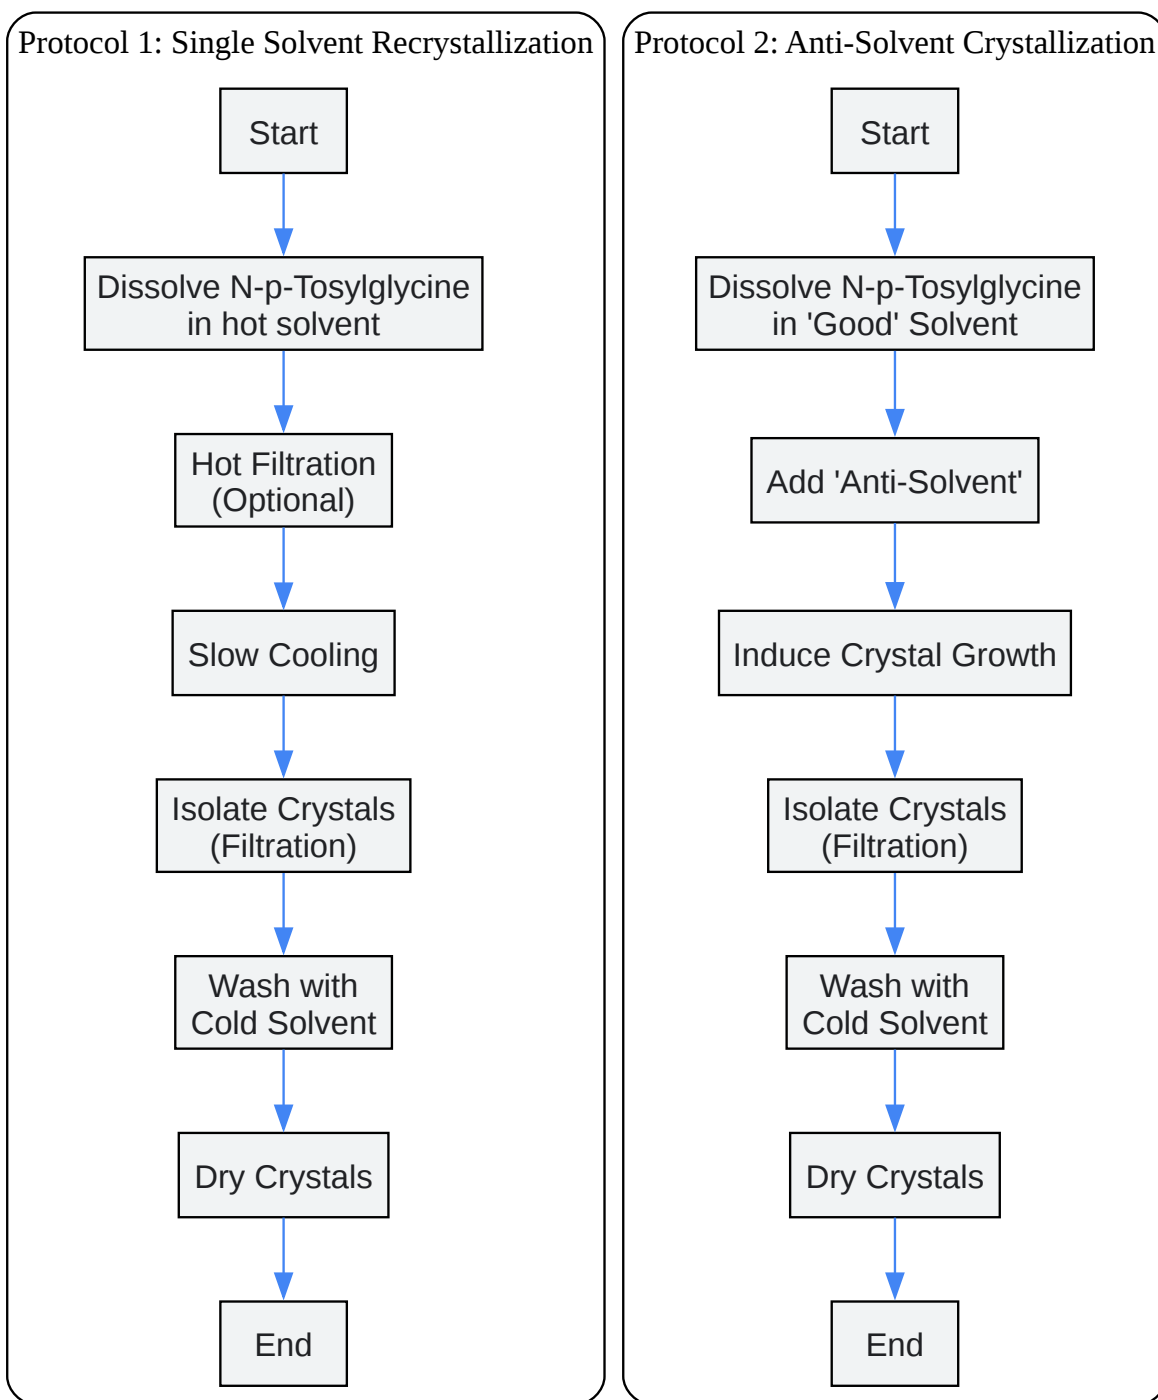 Protocol 1: Single Solvent Recrystallization
Start
Dissolve N-p-Tosylglycine
in hot solvent
Hot Filtration
(Optional)
Slow Cooling
Isolate Crystals
(Filtration)
Wash with
Cold Solvent
Dry Crystals
End
Protocol 2: Anti-Solvent Crystallization
Start
Dissolve N-p-Tosylglycine
in 'Good' Solvent
Add 'Anti-Solvent'
Induce Crystal Growth
Isolate Crystals
(Filtration)
Wash with
Cold Solvent
Dry Crystals
End